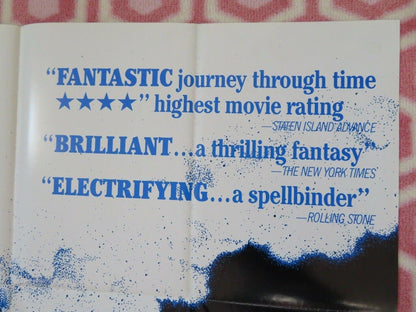 “FANTASTIC journey through time
★★★★” highest movie rating
—STATEN ISLAND ADVANCE
“BRILLIANT...a thrilling fantasy”
—THE NEW YORK TIMES
“ELECTRIFYING...a spellbinder”
—ROLLING STONE